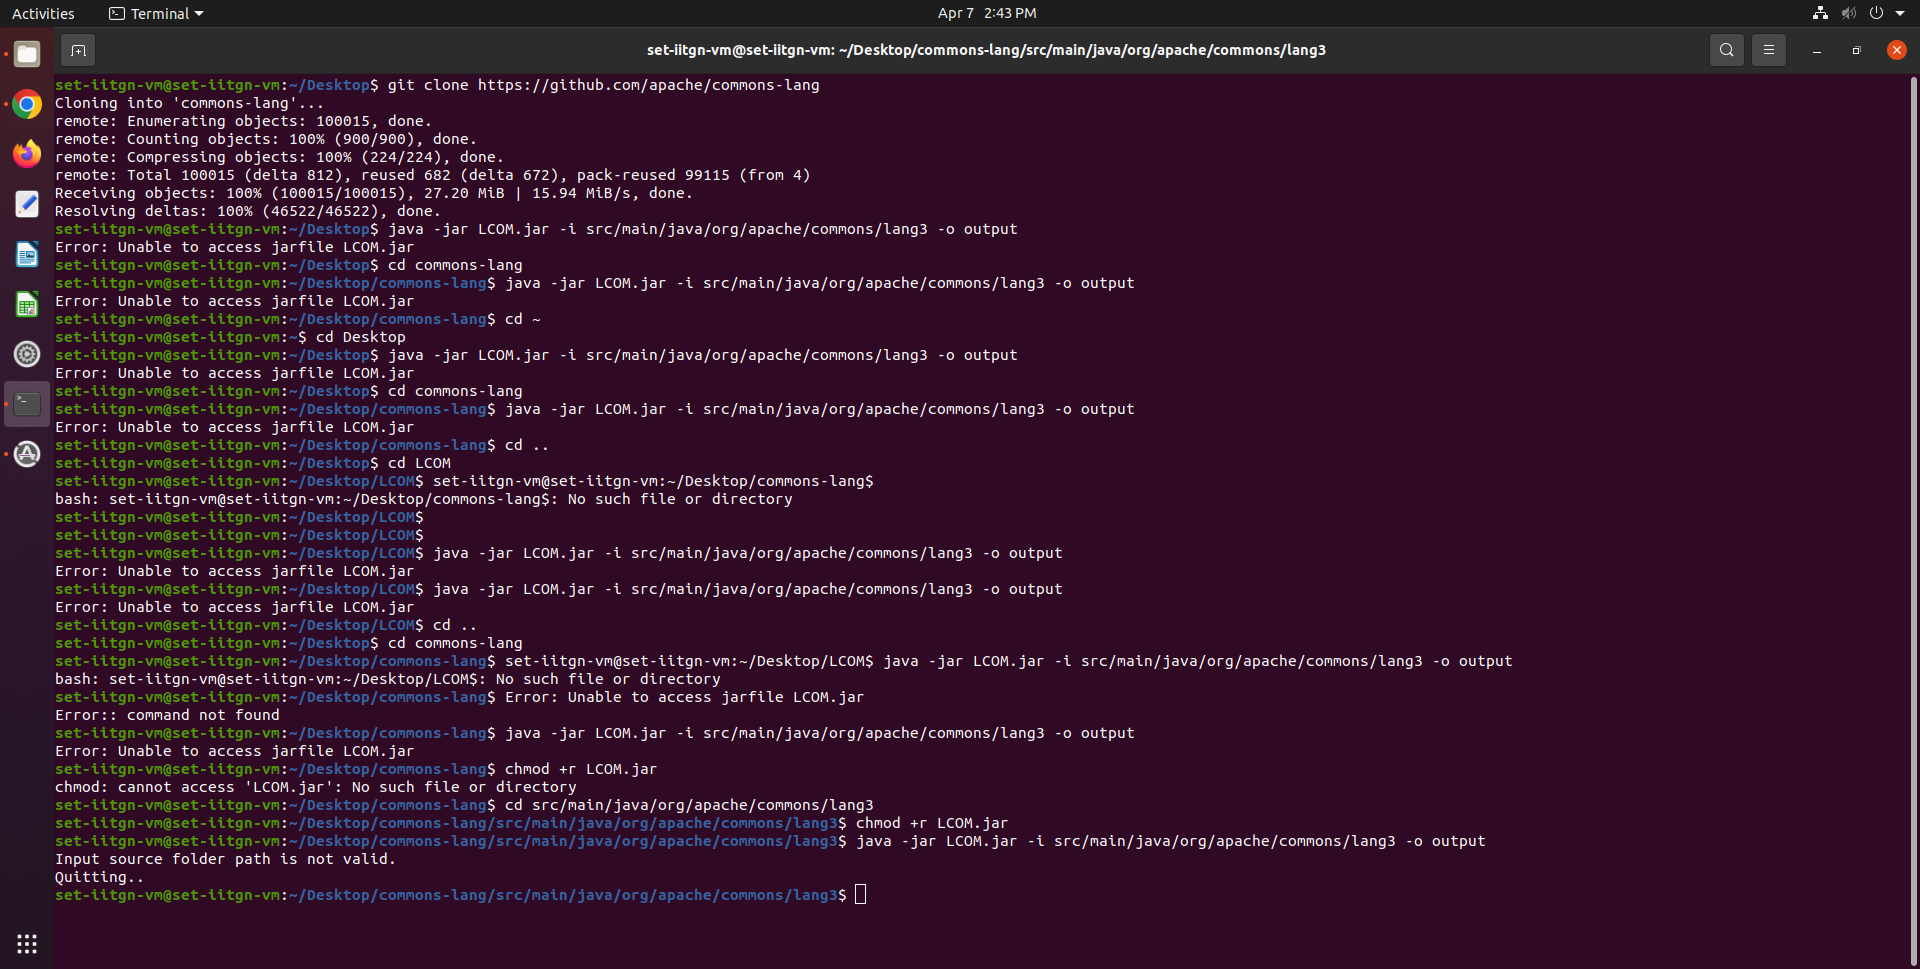 Activities
Terminal
Apr 7 2:43 PM
set-iitgn-vm@set-iitgn-vm: ~/Desktop/commons-lang/src/main/java/org/apache/commons/lang3
set-iitgn-vm@set-iitgn-vm:~/Desktop$ git clone https://github.com/apache/commons-lang
Cloning into 'commons-lang'...
remote: Enumerating objects: 100015, done.
remote: Counting objects: 100% (900/900), done.
remote: Compressing objects: 100% (224/224), done.
remote: Total 100015 (delta 812), reused 682 (delta 672), pack-reused 99115 (from 4)
Receiving objects: 100% (100015/100015), 27.20 MiB | 15.94 MiB/s, done.
Resolving deltas: 100% (46522/46522), done.
set-iitgn-vm@set-iitgn-vm:~/Desktop$ java -jar LCOM.jar -i src/main/java/org/apache/commons/lang3 -o output
Error: Unable to access jarfile LCOM.jar
set-iitgn-vm@set-iitgn-vm:~/Desktop$ cd commons-lang
set-iitgn-vm@set-iitgn-vm:~/Desktop/commons-lang$ java -jar LCOM.jar -i src/main/java/org/apache/commons/lang3 -o output
Error: Unable to access jarfile LCOM.jar
set-iitgn-vm@set-iitgn-vm:~/Desktop/commons-lang$ cd ~
set-iitgn-vm@set-iitgn-vm:~$ cd Desktop
set-iitgn-vm@set-iitgn-vm:~/Desktop$ java -jar LCOM.jar -i src/main/java/org/apache/commons/lang3 -o output
Error: Unable to access jarfile LCOM.jar
set-iitgn-vm@set-iitgn-vm:~/Desktop$ cd commons-lang
set-iitgn-vm@set-iitgn-vm:~/Desktop/commons-lang$ java -jar LCOM.jar -i src/main/java/org/apache/commons/lang3 -o output
Error: Unable to access jarfile LCOM.jar
set-iitgn-vm@set-iitgn-vm:~/Desktop/commons-lang$ cd ..
set-iitgn-vm@set-iitgn-vm:~/Desktop$ cd LCOM
set-iitgn-vm@set-iitgn-vm:~/Desktop/LCOM$ set-iitgn-vm@set-iitgn-vm:~/Desktop/commons-lang$
bash: set-iitgn-vm@set-iitgn-vm:~/Desktop/commons-lang$: No such file or directory
set-iitgn-vm@set-iitgn-vm:~/Desktop/LCOM$
set-iitgn-vm@set-iitgn-vm:~/Desktop/LCOM$
set-iitgn-vm@set-iitgn-vm:~/Desktop/LCOM$ java -jar LCOM.jar -i src/main/java/org/apache/commons/lang3 -o output
Error: Unable to access jarfile LCOM.jar
set-iitgn-vm@set-iitgn-vm:~/Desktop/LCOM$ java -jar LCOM.jar -i src/main/java/org/apache/commons/lang3 -o output
Error: Unable to access jarfile LCOM.jar
set-iitgn-vm@set-iitgn-vm:~/Desktop/LCOM$ cd ..
set-iitgn-vm@set-iitgn-vm:~/Desktop$ cd commons-lang
set-iitgn-vm@set-iitgn-vm:~/Desktop/commons-lang$ set-iitgn-vm@set-iitgn-vm:~/Desktop/LCOM$ java -jar LCOM.jar -i src/main/java/org/apache/commons/lang3 -o output
bash: set-iitgn-vm@set-iitgn-vm:~/Desktop/LCOM$: No such file or directory
set-iitgn-vm@set-iitgn-vm:~/Desktop/commons-lang$ Error: Unable to access jarfile LCOM.jar
Error:: command not found
set-iitgn-vm@set-iitgn-vm:~/Desktop/commons-lang$ java -jar LCOM.jar -i src/main/java/org/apache/commons/lang3 -o output
Error: Unable to access jarfile LCOM.jar
set-iitgn-vm@set-iitgn-vm:~/Desktop/commons-lang$ chmod +r LCOM.jar
chmod: cannot access 'LCOM.jar': No such file or directory
set-iitgn-vm@set-iitgn-vm:~/Desktop/commons-lang$ cd src/main/java/org/apache/commons/lang3
set-iitgn-vm@set-iitgn-vm:~/Desktop/commons-lang/src/main/java/org/apache/commons/lang3$ chmod +r LCOM.jar
set-iitgn-vm@set-iitgn-vm:~/Desktop/commons-lang/src/main/java/org/apache/commons/lang3$ java -jar LCOM.jar -i src/main/java/org/apache/commons/lang3 -o output
Input source folder path is not valid.
Quitting..
set-iitgn-vm@set-iitgn-vm:~/Desktop/commons-lang/src/main/java/org/apache/commons/lang3$